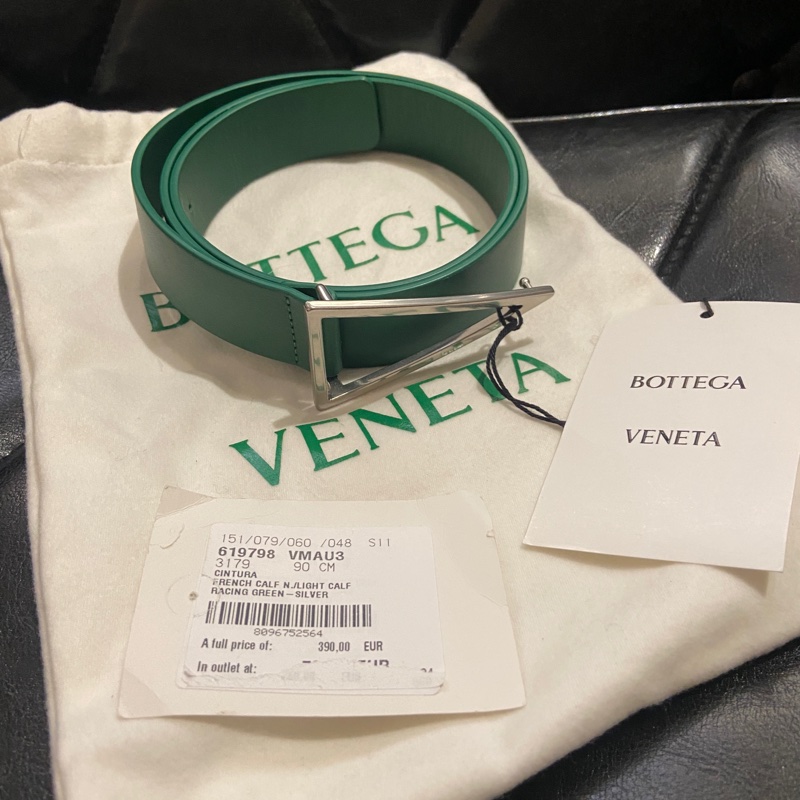 BOTTEGA
VENETA
BOTTEGA
VENETA
151/079/060 /048 S11
619798 VMAU3
3179 90 CM
CINTURA
FRENCH CALF N./LIGHT CALF
RACING GREEN-SILVER
8096752564
A full price of: 390,00 EUR
In outlet at: EUR